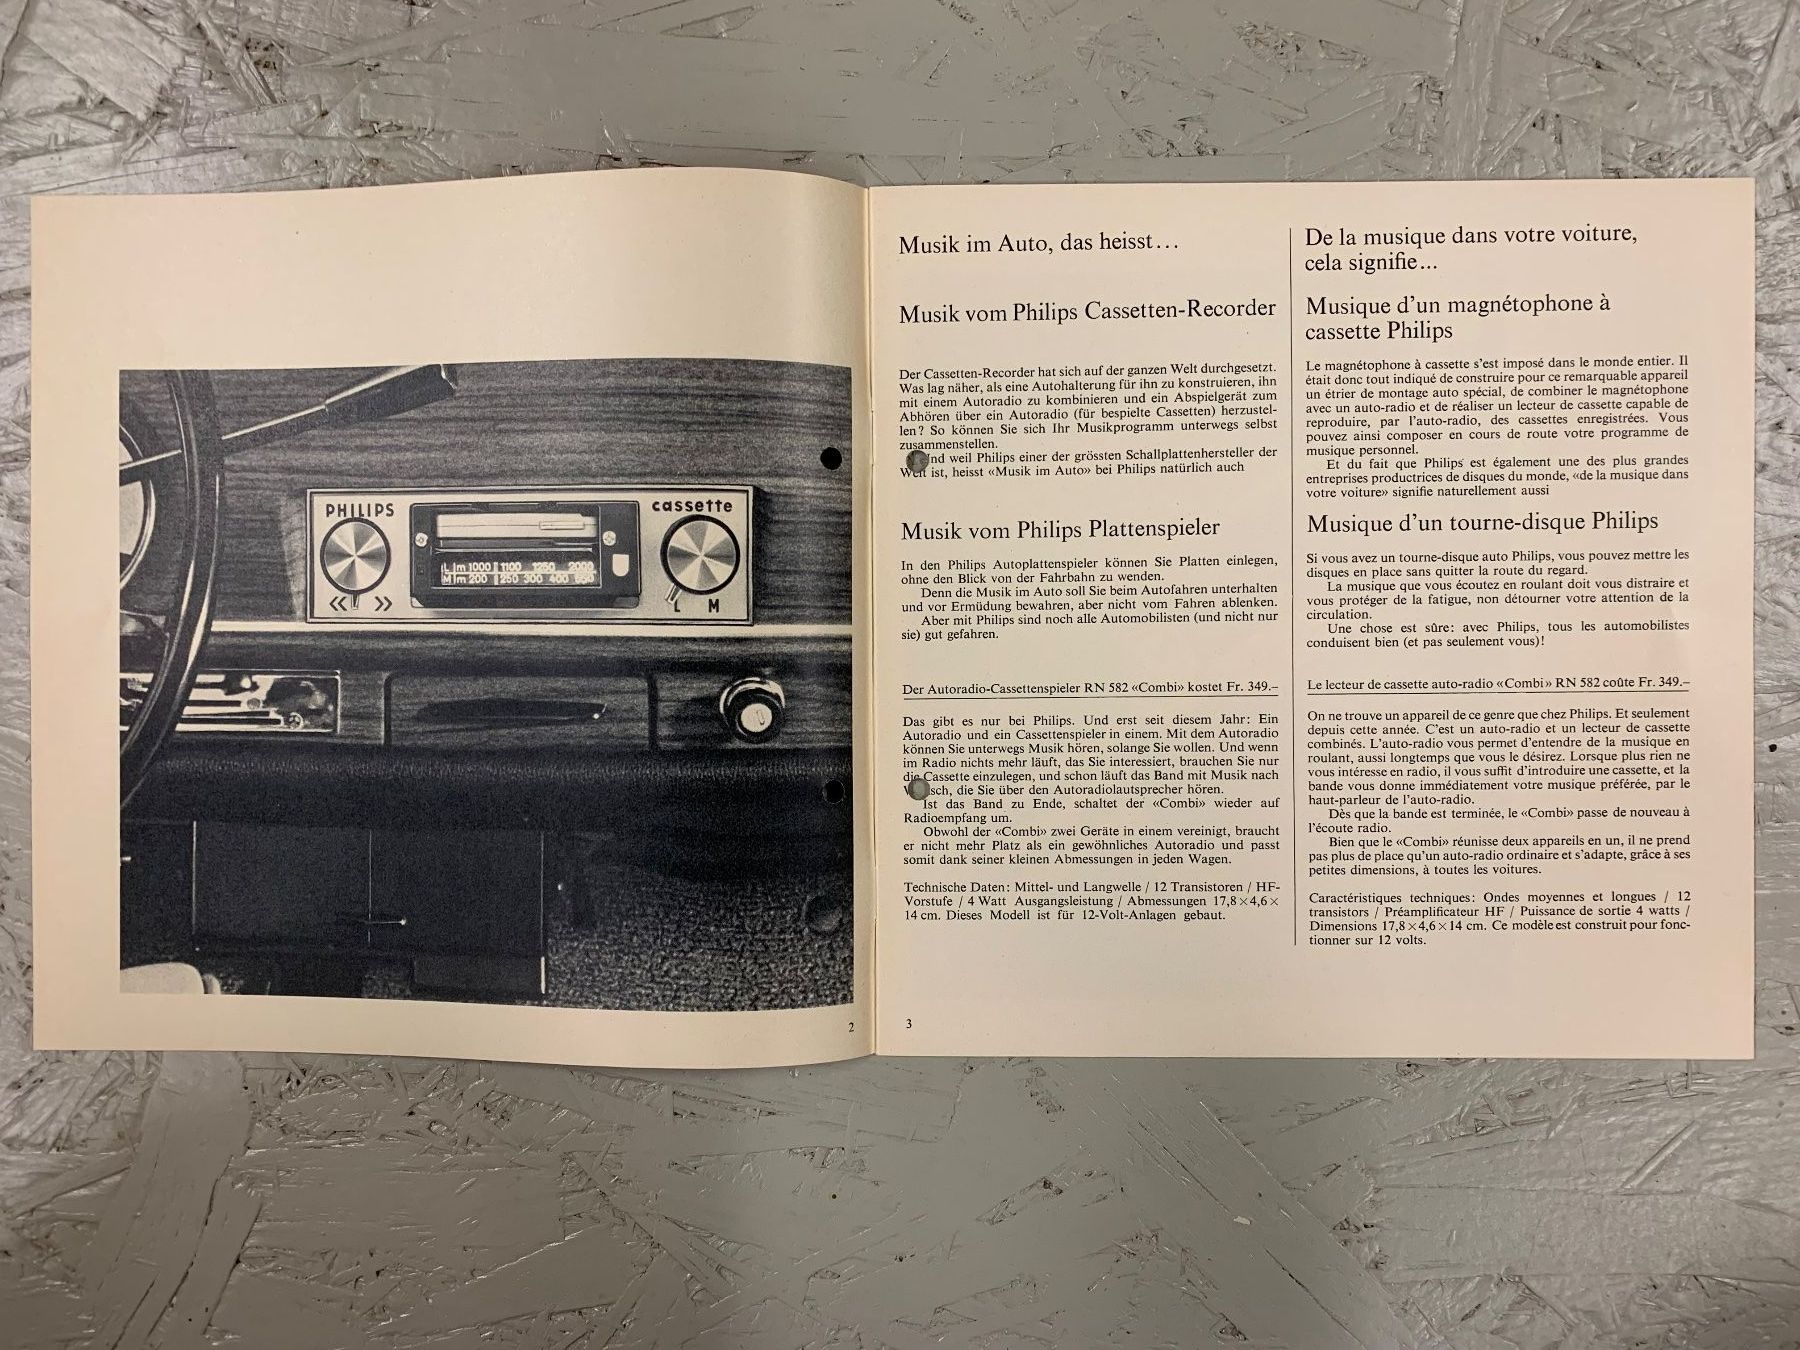 PHILIPS
cassette
L m 1000 1100 1250 2000
M m 200 250 300 400 550
L M
2
Musik im Auto, das heisst...
Musik vom Philips Cassetten-Recorder
Der Cassetten-Recorder hat sich auf der ganzen Welt durchgesetzt.
Was lag näher, als eine Autohalterung für ihn zu konstruieren, ihn
mit einem Autoradio zu kombinieren und ein Abspielgerät zum
Abhören über ein Autoradio (für bespielte Cassetten) herzustel-
len? So können Sie sich Ihr Musikprogramm unterwegs selbst
zusammenstellen.
nd weil Philips einer der grössten Schallplattenhersteller der
Welt ist, heisst «Musik im Auto» bei Philips natürlich auch
Musik vom Philips Plattenspieler
In den Philips Autoplattenspieler können Sie Platten einlegen,
ohne den Blick von der Fahrbahn zu wenden.
Denn die Musik im Auto soll Sie beim Autofahren unterhalten
und vor Ermüdung bewahren, aber nicht vom Fahren ablenken.
Aber mit Philips sind noch alle Automobilisten (und nicht nur
sie) gut gefahren.
Der Autoradio-Cassettenspieler RN 582 «Combi» kostet Fr. 349.–
Das gibt es nur bei Philips. Und erst seit diesem Jahr: Ein
Autoradio und ein Cassettenspieler in einem. Mit dem Autoradio
können Sie unterwegs Musik hören, solange Sie wollen. Und wenn
im Radio nichts mehr läuft, das Sie interessiert, brauchen Sie nur
die Cassette einzulegen, und schon läuft das Band mit Musik nach
sch, die Sie über den Autoradiolautsprecher hören.
Ist das Band zu Ende, schaltet der «Combi» wieder auf
Radioempfang um.
Obwohl der «Combi» zwei Geräte in einem vereinigt, braucht
er nicht mehr Platz als ein gewöhnliches Autoradio und passt
somit dank seiner kleinen Abmessungen in jeden Wagen.
Technische Daten: Mittel- und Langwelle / 12 Transistoren / HF-
Vorstufe / 4 Watt Ausgangsleistung / Abmessungen 17,8×4,6×
14 cm. Dieses Modell ist für 12-Volt-Anlagen gebaut.
3
De la musique dans votre voiture,
cela signifie...
Musique d'un magnétophone à
cassette Philips
Le magnétophone à cassette s'est imposé dans le monde entier. Il
était donc tout indiqué de construire pour ce remarquable appareil
un étrier de montage auto spécial, de combiner le magnétophone
avec un auto-radio et de réaliser un lecteur de cassette capable de
reproduire, par l'auto-radio, des cassettes enregistrées. Vous
pouvez ainsi composer en cours de route votre programme de
musique personnel.
Et du fait que Philips est également une des plus grandes
entreprises productrices de disques du monde, «de la musique dans
votre voiture» signifie naturellement aussi
Musique d'un tourne-disque Philips
Si vous avez un tourne-disque auto Philips, vous pouvez mettre les
disques en place sans quitter la route du regard.
La musique que vous écoutez en roulant doit vous distraire et
vous protéger de la fatigue, non détourner votre attention de la
circulation.
Une chose est sûre: avec Philips, tous les automobilistes
conduisent bien (et pas seulement vous)!
Le lecteur de cassette auto-radio «Combi» RN 582 coûte Fr. 349.–
On ne trouve un appareil de ce genre que chez Philips. Et seulement
depuis cette année. C'est un auto-radio et un lecteur de cassette
combinés. L'auto-radio vous permet d'entendre de la musique en
roulant, aussi longtemps que vous le désirez. Lorsque plus rien ne
vous intéresse en radio, il vous suffit d'introduire une cassette, et la
bande vous donne immédiatement votre musique préférée, par le
haut-parleur de l'auto-radio.
Dès que la bande est terminée, le «Combi» passe de nouveau à
l'écoute radio.
Bien que le «Combi» réunisse deux appareils en un, il ne prend
pas plus de place qu'un auto-radio ordinaire et s'adapte, grâce à ses
petites dimensions, à toutes les voitures.
Caractéristiques techniques: Ondes moyennes et longues / 12
transistors / Préamplificateur HF / Puissance de sortie 4 watts /
Dimensions 17,8×4,6×14 cm. Ce modèle est construit pour fonc-
tionner sur 12 volts.